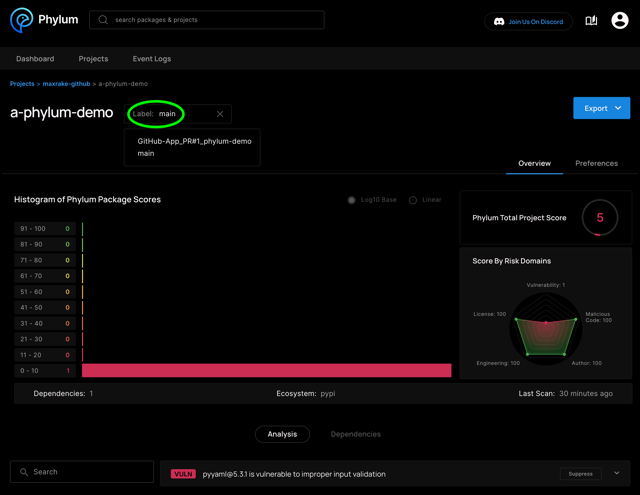 Phylum
search packages & projects
Join Us On Discord
Dashboard Projects Event Logs
Projects > maxrake-github > a-phylum-demo
a-phylum-demo
Label: main
Export
GitHub-App_PR#1_phylum-demo
main
Overview Preferences
Histogram of Phylum Package Scores
Log10 Base Linear
91 - 100 0
81 - 90 0
71 - 80 0
61 - 70 0
51 - 60 0
41 - 50 0
31 - 40 0
21 - 30 0
11 - 20 0
0 - 10 1
Phylum Total Project Score
5
Score By Risk Domains
Vulnerability: 1
License: 100
Malicious
Code: 100
Engineering: 100
Author: 100
Dependencies: 1 Ecosystem: pypi Last Scan: 30 minutes ago
Analysis Dependencies
Search
VULN pyyaml@5.3.1 is vulnerable to improper input validation Suppress